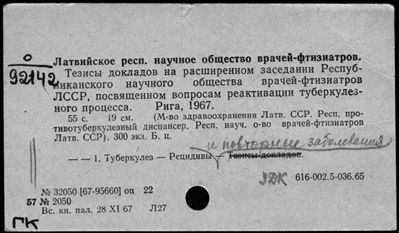 О
92142
Латвийское респ. научное общество врачей-фтизиатров.
Тезисы докладов на расширенном заседании Респуб-
ликанского научного общества врачей-фтизиатров
ЛССР, посвященном вопросам реактивации туберкулез-
ного процесса. Рига, 1967.
55 с. 19 см. (М-во здравоохранения Латв. ССР. Респ. про-
тивотуберкулезный диспансер. Респ. науч. о-во врачей-фтизиатров
Латв. ССР). 300 экз. Б. ц.
и повторные заболевания
— — 1. Туберкулез — Рецидивы — Тезисы докладов.
УДК 616-002.5-036.65
№ 32050 [67-95660] оп 22
57 № 2050
Вс. кн. пал. 28 XI 67 Л27
ГК